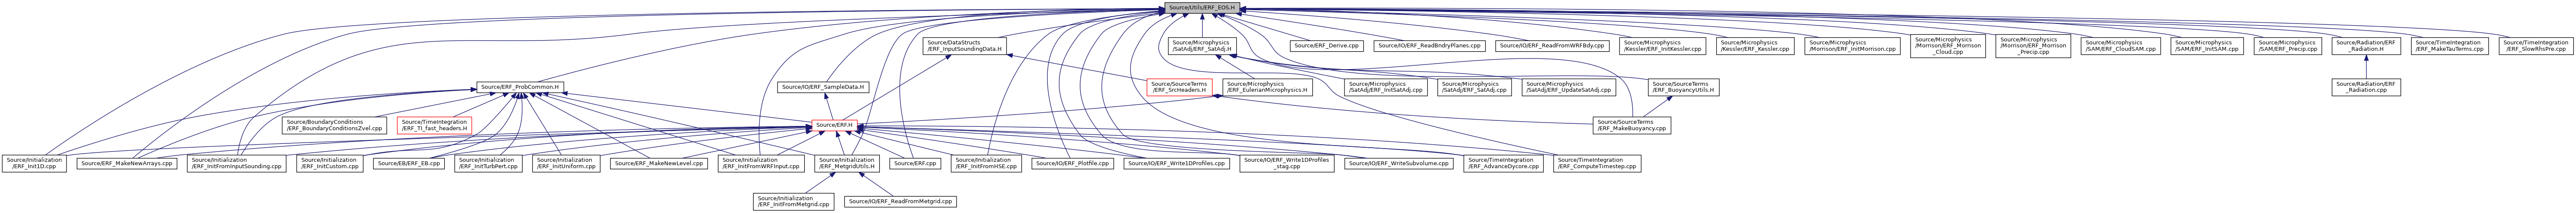 Source/Utils/ERF_EOS.H
Source/DataStructs
/ERF_InputSoundingData.H
Source/Microphysics
/SatAdj/ERF_SatAdj.H
Source/ERF_Derive.cpp
Source/IO/ERF_ReadBndryPlanes.cpp
Source/IO/ERF_ReadFromWRFBdy.cpp
Source/Microphysics
/Kessler/ERF_InitKessler.cpp
Source/Microphysics
/Kessler/ERF_Kessler.cpp
Source/Microphysics
/Morrison/ERF_InitMorrison.cpp
Source/Microphysics
/Morrison/ERF_Morrison
_Cloud.cpp
Source/Microphysics
/Morrison/ERF_Morrison
_Precip.cpp
Source/Microphysics
/SAM/ERF_CloudSAM.cpp
Source/Microphysics
/SAM/ERF_InitSAM.cpp
Source/Microphysics
/SAM/ERF_Precip.cpp
Source/Radiation/ERF
_Radiation.H
Source/TimeIntegration
/ERF_MakeTauTerms.cpp
Source/TimeIntegration
/ERF_SlowRhsPre.cpp
Source/ERF_ProbCommon.H
Source/IO/ERF_SampleData.H
Source/SourceTerms
/ERF_SrcHeaders.H
Source/Microphysics
/ERF_EulerianMicrophysics.H
Source/Microphysics
/SatAdj/ERF_InitSatAdj.cpp
Source/Microphysics
/SatAdj/ERF_SatAdj.cpp
Source/Microphysics
/SatAdj/ERF_UpdateSatAdj.cpp
Source/SourceTerms
/ERF_BuoyancyUtils.H
Source/Radiation/ERF
_Radiation.cpp
Source/BoundaryConditions
/ERF_BoundaryConditionsZvel.cpp
Source/TimeIntegration
/ERF_TI_fast_headers.H
Source/ERF.H
Source/SourceTerms
/ERF_MakeBuoyancy.cpp
Source/Initialization
/ERF_Init1D.cpp
Source/ERF_MakeNewArrays.cpp
Source/Initialization
/ERF_InitFromInputSounding.cpp
Source/Initialization
/ERF_InitCustom.cpp
Source/EB/ERF_EB.cpp
Source/Initialization
/ERF_InitTurbPert.cpp
Source/Initialization
/ERF_InitUniform.cpp
Source/ERF_MakeNewLevel.cpp
Source/Initialization
/ERF_InitFromWRFInput.cpp
Source/Initialization
/ERF_MetgridUtils.H
Source/ERF.cpp
Source/Initialization
/ERF_InitFromHSE.cpp
Source/IO/ERF_Plotfile.cpp
Source/IO/ERF_Write1DProfiles.cpp
Source/IO/ERF_Write1DProfiles
_stag.cpp
Source/IO/ERF_WriteSubvolume.cpp
Source/TimeIntegration
/ERF_AdvanceDycore.cpp
Source/TimeIntegration
/ERF_ComputeTimestep.cpp
Source/Initialization
/ERF_InitFromMetgrid.cpp
Source/IO/ERF_ReadFromMetgrid.cpp